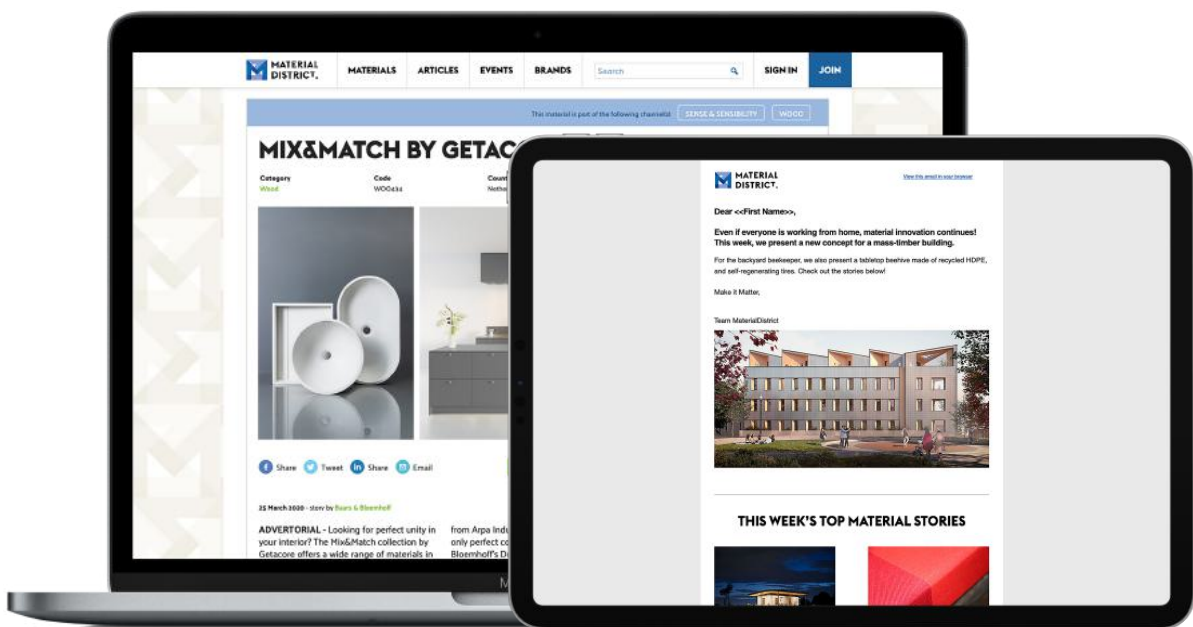 MATERIAL
DISTRICT.
MATERIALS
ARTICLES
EVENTS
BRANDS
Search
SIGN IN
JOIN
This material is part of the following channel(s):
SENSE & SENSIBILITY
WOOD
MIX&MATCH BY GETAC
Category
Code
Coun
Wood
WOO434
Nethe
Share
Tweet
Share
Email
25 March 2020 - story by Baars & Bloemhoff
ADVERTORIAL – Looking for perfect unity in
your interior? The Mix&Match collection by
Getacore offers a wide range of materials in
from Arpa Indu
only perfect co
Bloemhoff's D
M
MATERIAL
DISTRICT.
View this email in your browser
Dear <<First Name>>,
Even if everyone is working from home, material innovation continues!
This week, we present a new concept for a mass-timber building.
For the backyard beekeeper, we also present a tabletop beehive made of recycled HDPE,
and self-regenerating tires. Check out the stories below!
Make it Matter,
Team MaterialDistrict
THIS WEEK'S TOP MATERIAL STORIES